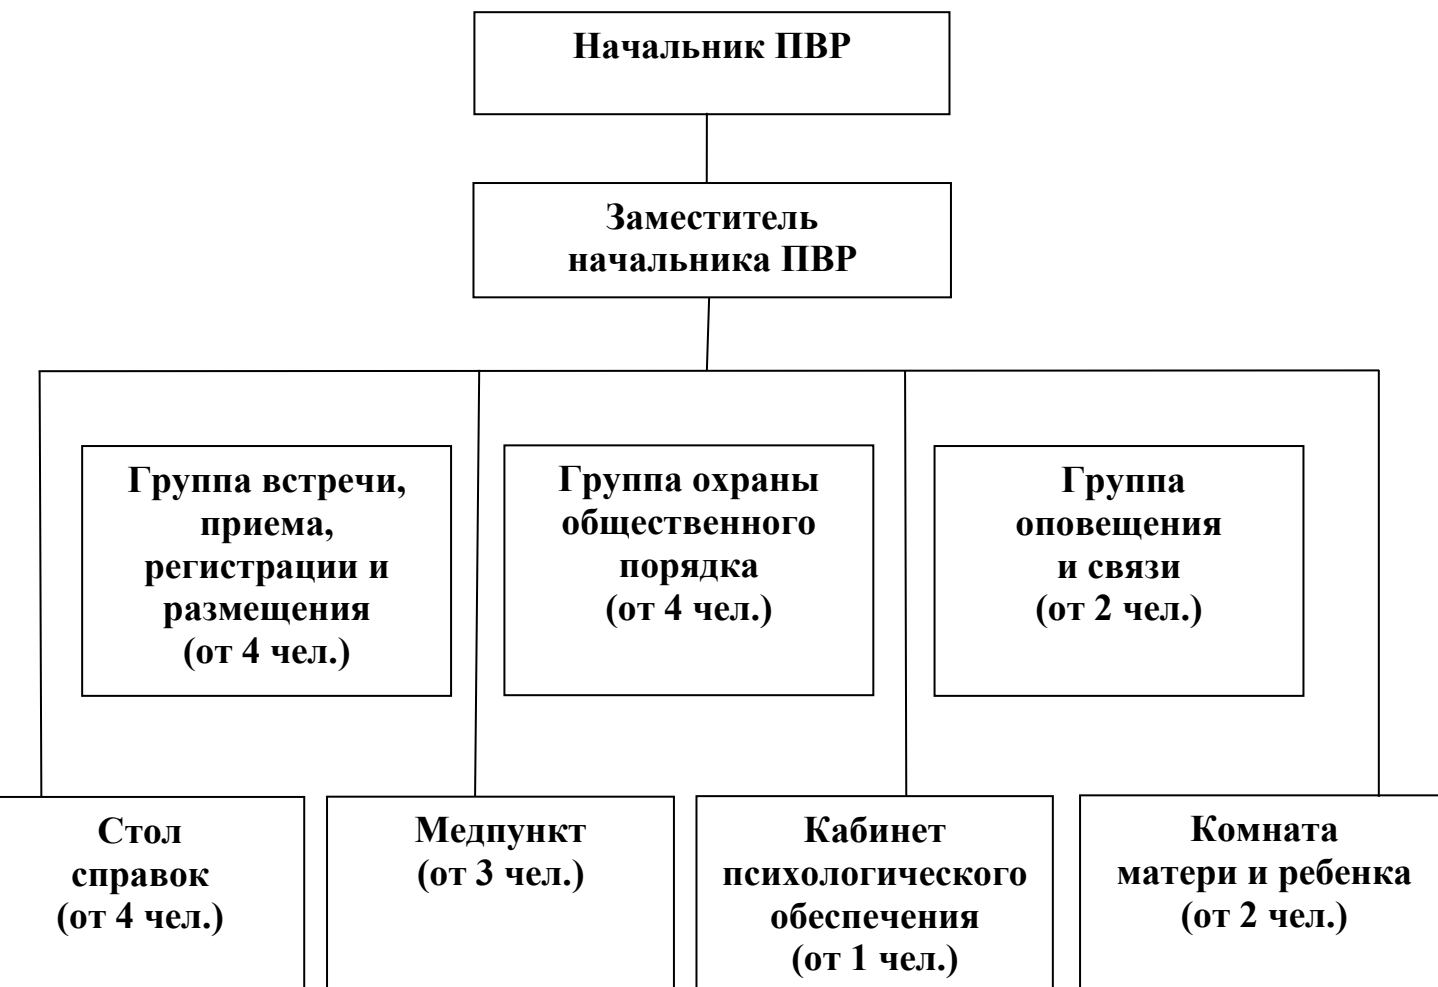 Начальник ПВР
Заместитель
начальника ПВР
Группа встречи,
приема,
регистрации и
размещения
(от 4 чел.)
Группа охраны
общественного
порядка
(от 4 чел.)
Группа
оповещения
и связи
(от 2 чел.)
Стол
справок
(от 4 чел.)
Медпункт
(от 3 чел.)
Кабинет
психологического
обеспечения
(от 1 чел.)
Комната
матери и ребенка
(от 2 чел.)